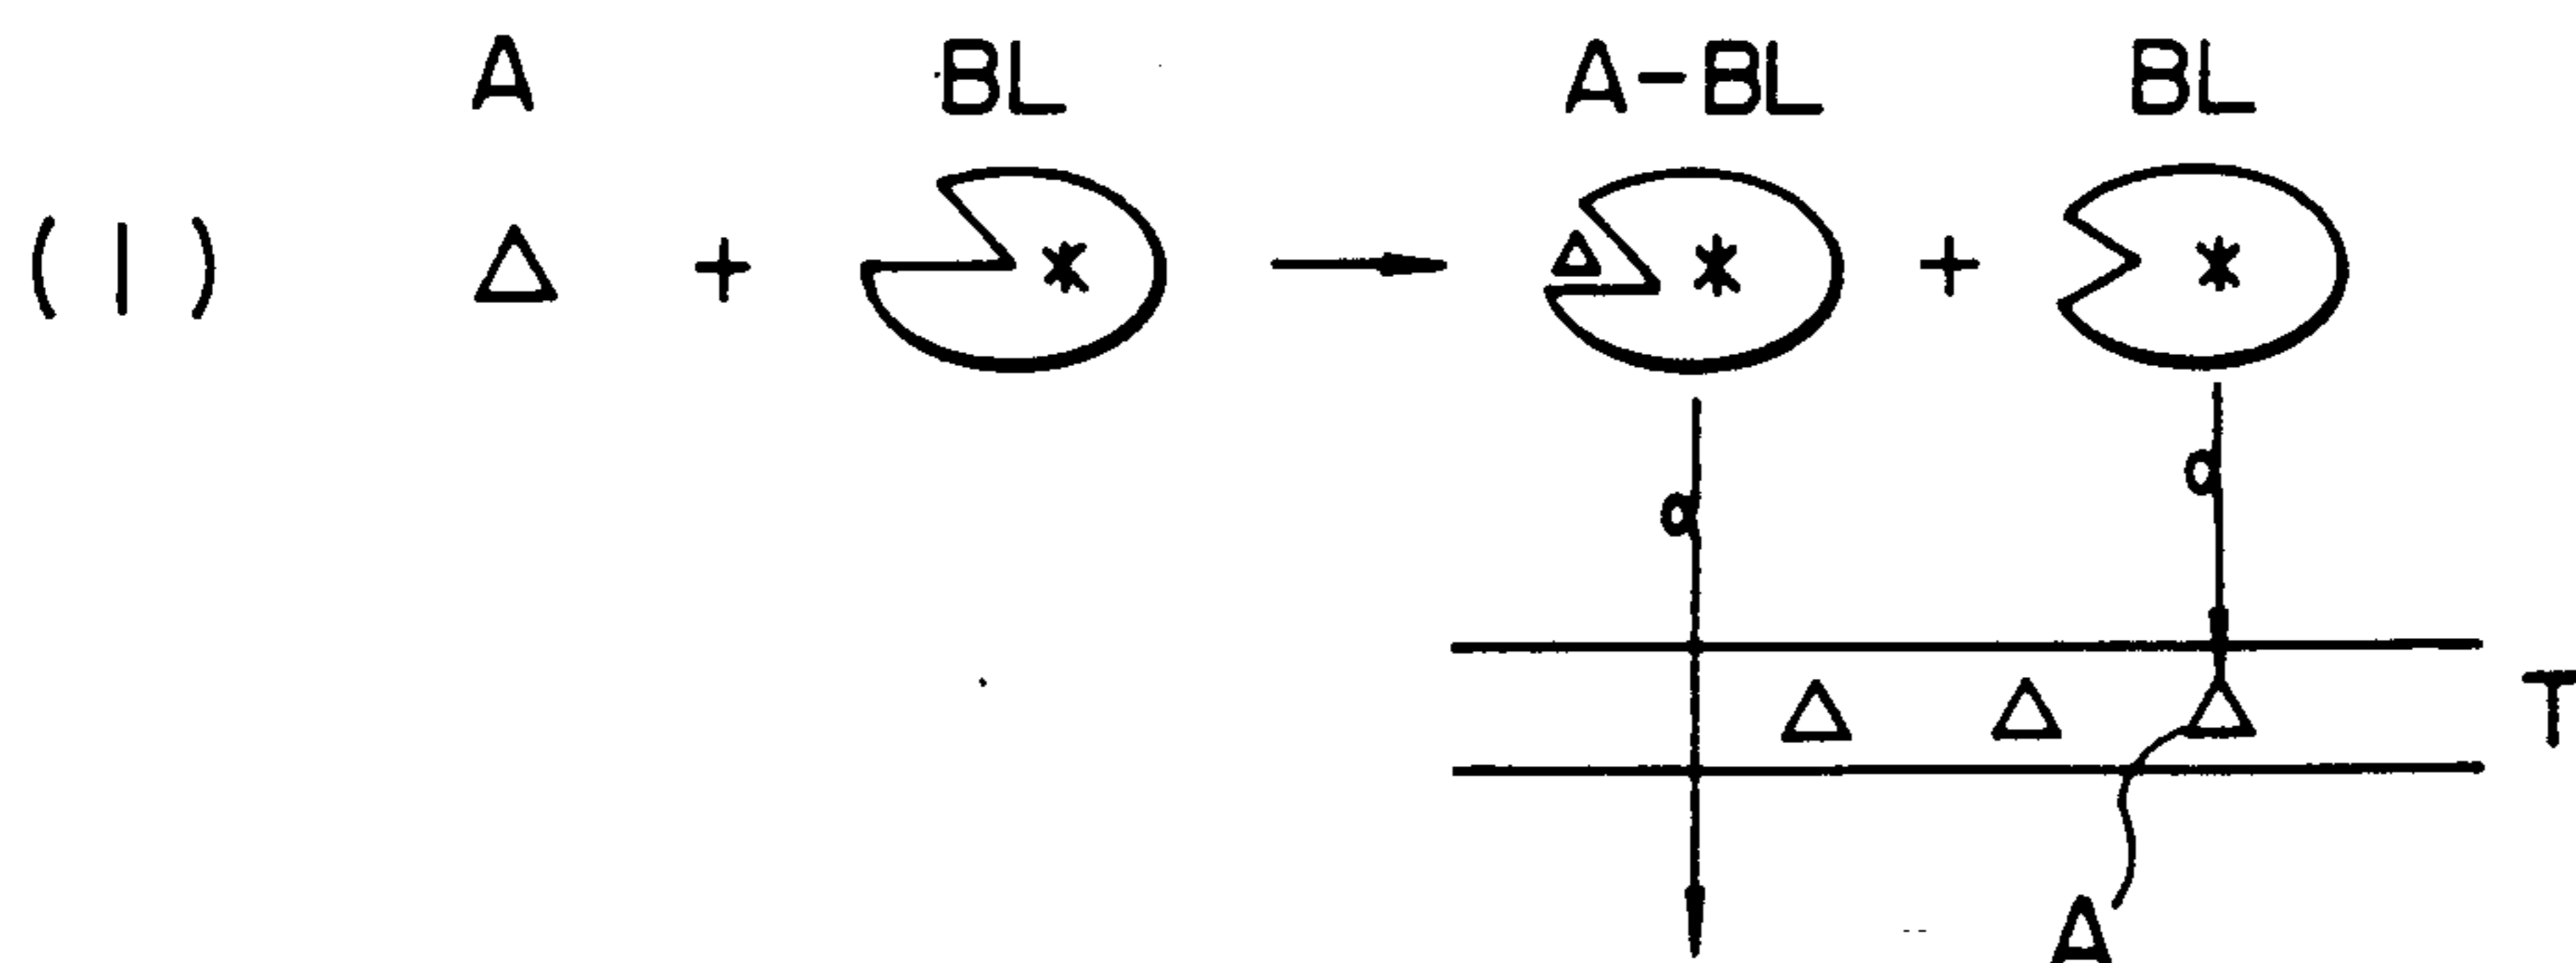 A BL A-BL BL
(1) + * → * + *
a a
T
A